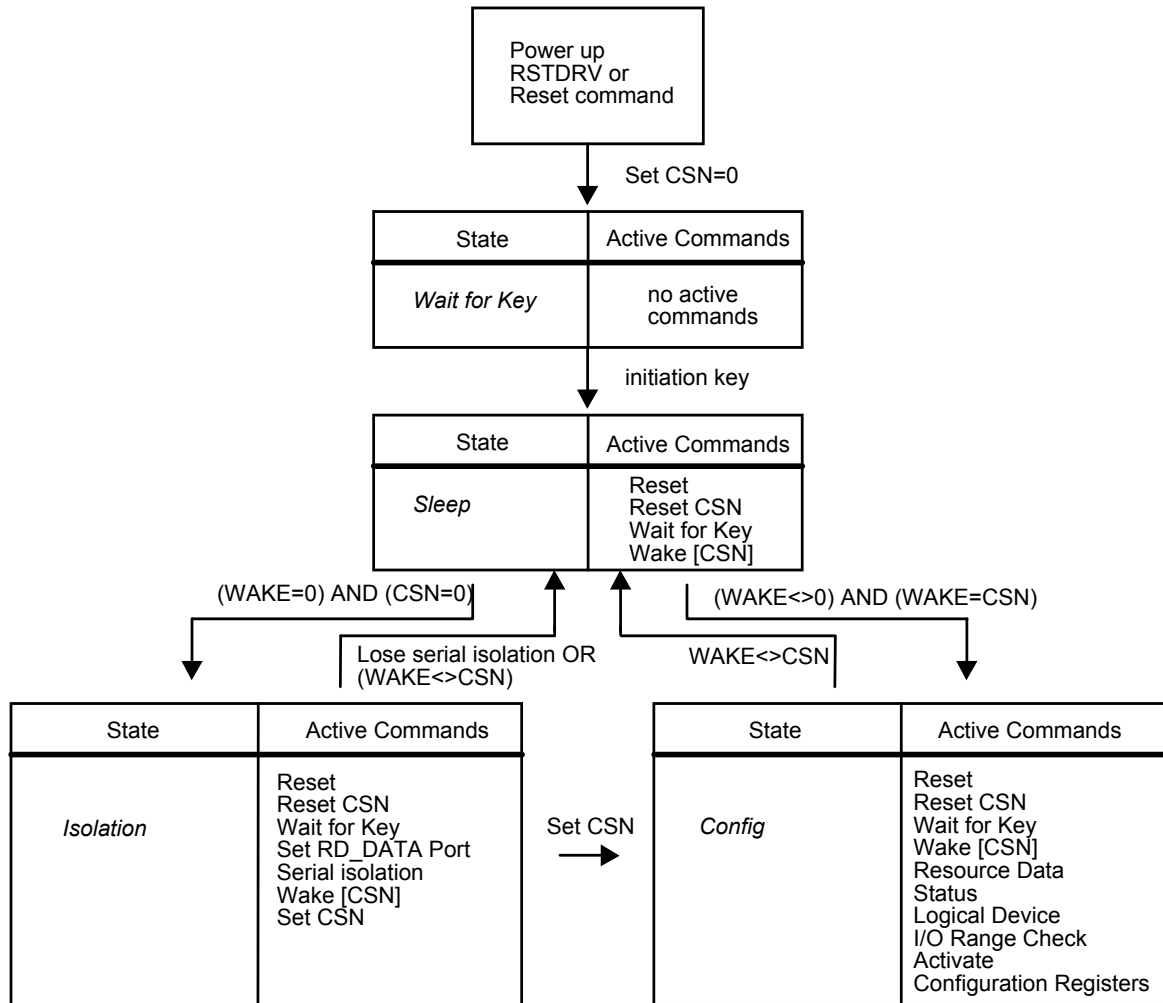 Power up
RSTDRV or
Reset command
Set CSN=0
State
Active Commands
Wait for Key
no active
commands
initiation key
State
Active Commands
Sleep
Reset
Reset CSN
Wait for Key
Wake [CSN]
(WAKE=0) AND (CSN=0)
(WAKE<>0) AND (WAKE=CSN)
Lose serial isolation OR
(WAKE<>CSN)
WAKE<>CSN
State
Active Commands
Isolation
Reset
Reset CSN
Wait for Key
Set RD_DATA Port
Serial isolation
Wake [CSN]
Set CSN
Set CSN
State
Active Commands
Config
Reset
Reset CSN
Wait for Key
Wake [CSN]
Resource Data
Status
Logical Device
I/O Range Check
Activate
Configuration Registers